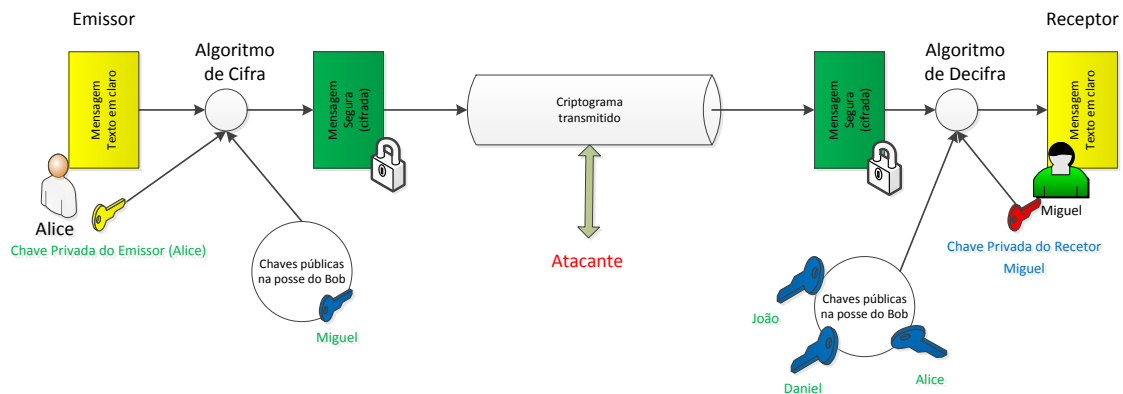 Emissor
Receptor
Algoritmo
de Cifra
Algoritmo
de Decifra
Mensagem
Texto em claro
Mensagem
Segura
(cifrada)
Criptograma
transmitido
Mensagem
Segura
(cifrada)
Mensagem
Texto em claro
Alice
Miguel
Chave Privada do Emissor (Alice)
Chave Privada do Recetor
Miguel
Chaves públicas
na posse do Bob
Miguel
Atacante
Chaves públicas
na posse do Bob
João
Daniel
Alice